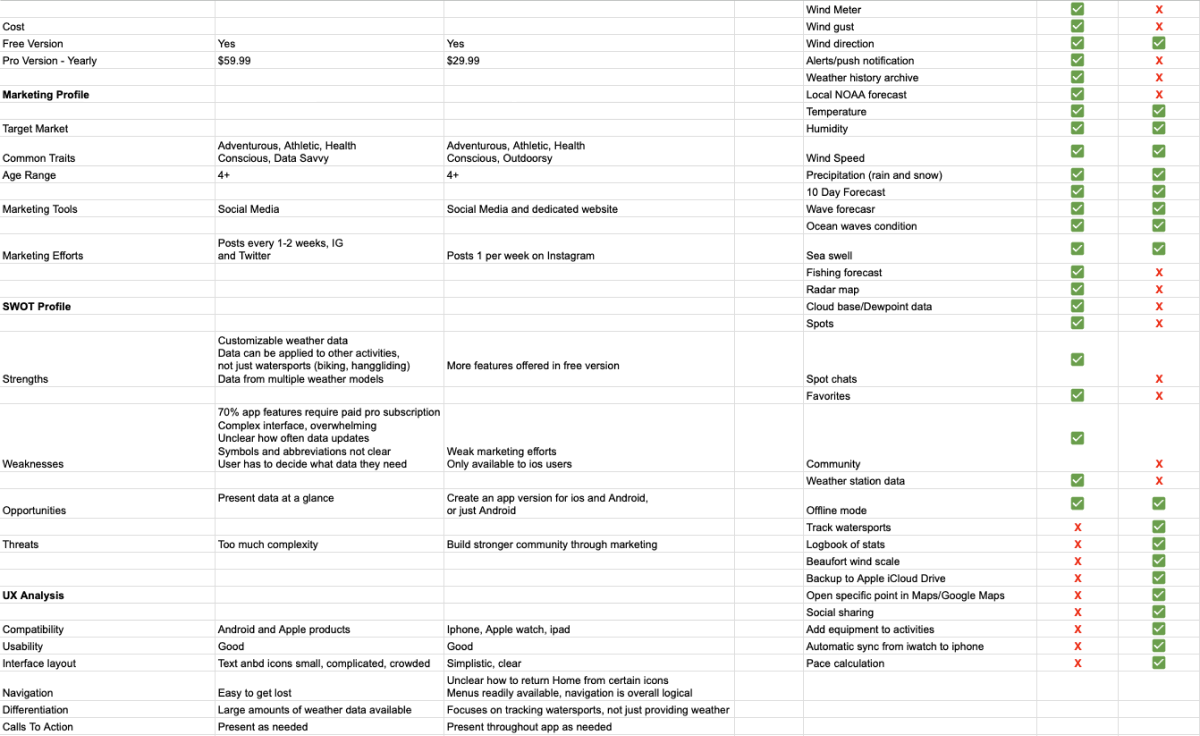 Cost
Free Version Yes Yes
Pro Version - Yearly $59.99 $29.99
Marketing Profile
Target Market
Adventurous, Athletic, Health Adventurous, Athletic, Health
Common Traits Conscious, Data Savvy Conscious, Outdoorsy
Age Range 4+ 4+
Marketing Tools Social Media Social Media and dedicated website
Posts every 1-2 weeks, IG
Marketing Efforts and Twitter Posts 1 per week on Instagram
SWOT Profile
Customizable weather data
Data can be applied to other activities,
not just watersports (biking, hanggliding) More features offered in free version
Strengths Data from multiple weather models
70% app features require paid pro subscription
Complex interface, overwhelming
Unclear how often data updates
Symbols and abbreviations not clear Weak marketing efforts
Weaknesses User has to decide what data they need Only available to ios users
Present data at a glance Create an app version for ios and Android,
Opportunities or just Android
Threats Too much complexity Build stronger community through marketing
UX Analysis
Compatibility Android and Apple products Iphone, Apple watch, ipad
Usability Good Good
Interface layout Text anbd icons small, complicated, crowded Simplistic, clear
Unclear how to return Home from certain icons
Navigation Easy to get lost Menus readily available, navigation is overall logical
Differentiation Large amounts of weather data available Focuses on tracking watersports, not just providing weather
Calls To Action Present as needed Present throughout app as needed
Wind Meter ✅ X
Wind gust ✅ X
Wind direction ✅ ✅
Alerts/push notification ✅ X
Weather history archive ✅ X
Local NOAA forecast ✅ X
Temperature ✅ ✅
Humidity ✅ ✅
Wind Speed ✅ ✅
Precipitation (rain and snow) ✅ ✅
10 Day Forecast ✅ ✅
Wave forecasr ✅ ✅
Ocean waves condition ✅ ✅
Sea swell ✅ ✅
Fishing forecast ✅ X
Radar map ✅ X
Cloud base/Dewpoint data ✅ X
Spots ✅ X
Spot chats ✅ X
Favorites ✅ X
Community ✅ X
Weather station data ✅ X
Offline mode ✅ ✅
Track watersports X ✅
Logbook of stats X ✅
Beaufort wind scale X ✅
Backup to Apple iCloud Drive X ✅
Open specific point in Maps/Google Maps X ✅
Social sharing X ✅
Add equipment to activities X ✅
Automatic sync from iwatch to iphone X ✅
Pace calculation X ✅